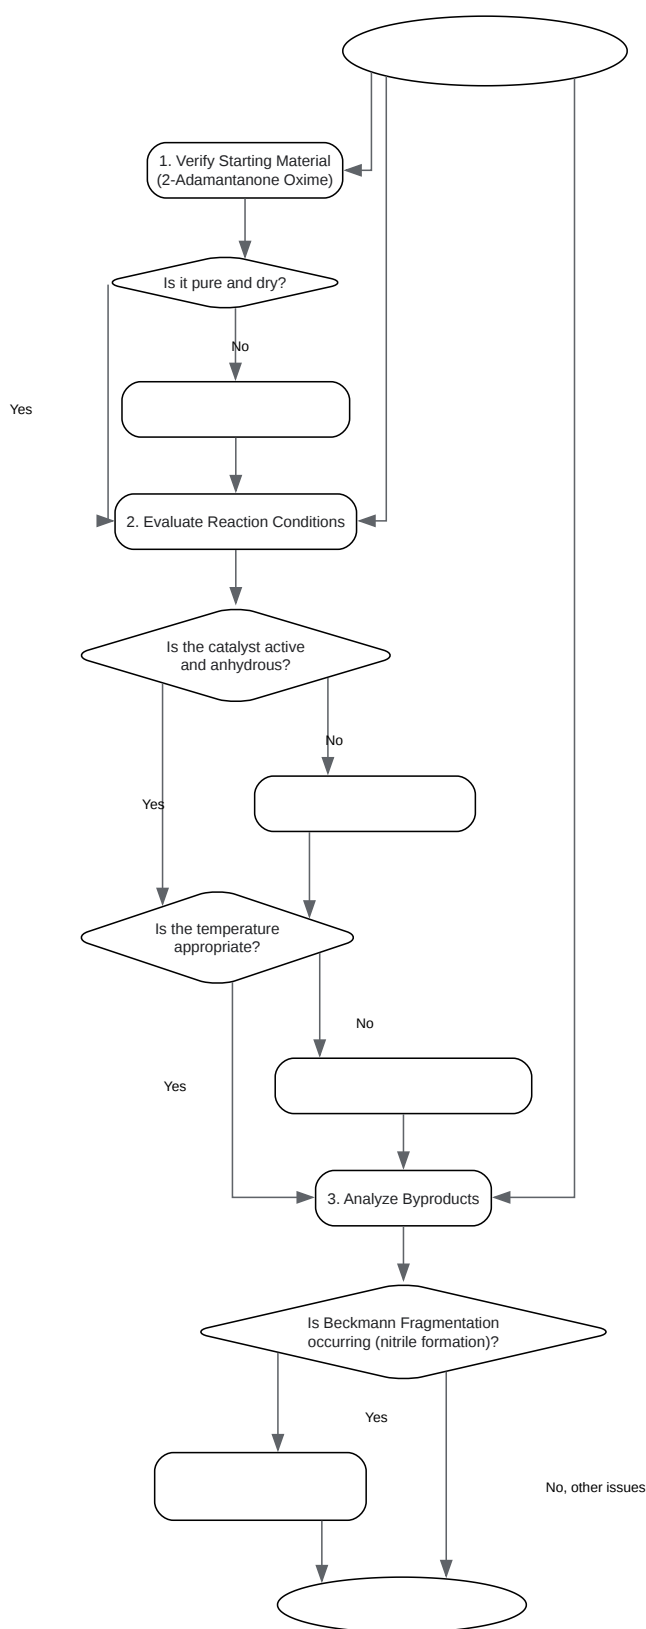 1. Verify Starting Material
(2-Adamantanone Oxime)
Is it pure and dry?
No
Yes
2. Evaluate Reaction Conditions
Is the catalyst active
and anhydrous?
No
Yes
Is the temperature
appropriate?
No
Yes
3. Analyze Byproducts
Is Beckmann Fragmentation
occurring (nitrile formation)?
Yes
No, other issues